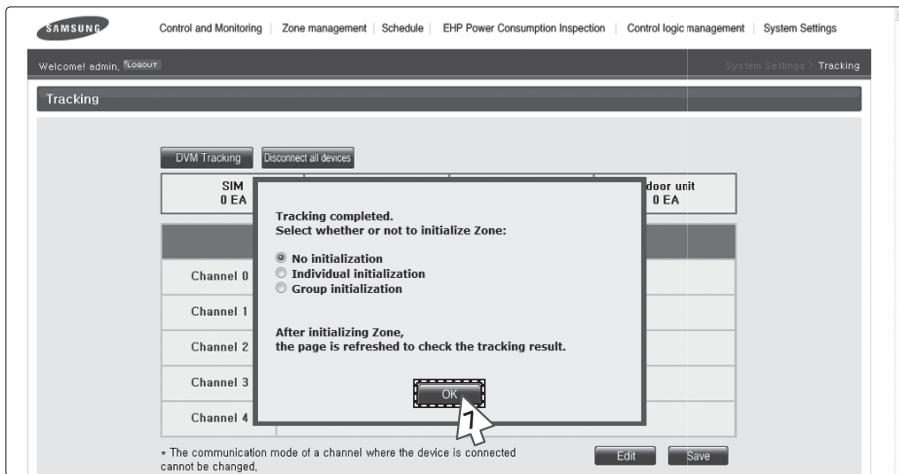 SAMSUNG
Control and Monitoring | Zone management | Schedule | EHP Power Consumption Inspection | Control logic management | System Settings
Welcome! admin, LOGOUT
System Settings > Tracking
Tracking
DVM Tracking Disconnect all devices
SIM door unit
0 EA 0 EA
Tracking completed.
Select whether or not to initialize Zone:
No initialization
Individual initialization
Group initialization
After initializing Zone,
the page is refreshed to check the tracking result.
OK
7
Channel 0
Channel 1
Channel 2
Channel 3
Channel 4
* The communication mode of a channel where the device is connected
cannot be changed.
Edit Save